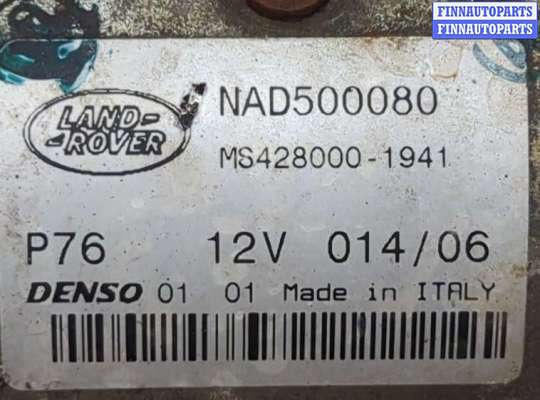 FINNAUTOPARTS
FINNAUTOPARTS
LAND-
-ROVER
NAD500080
MS428000-1941
P76 12V 014/06
DENSO 01 01 Made in ITALY